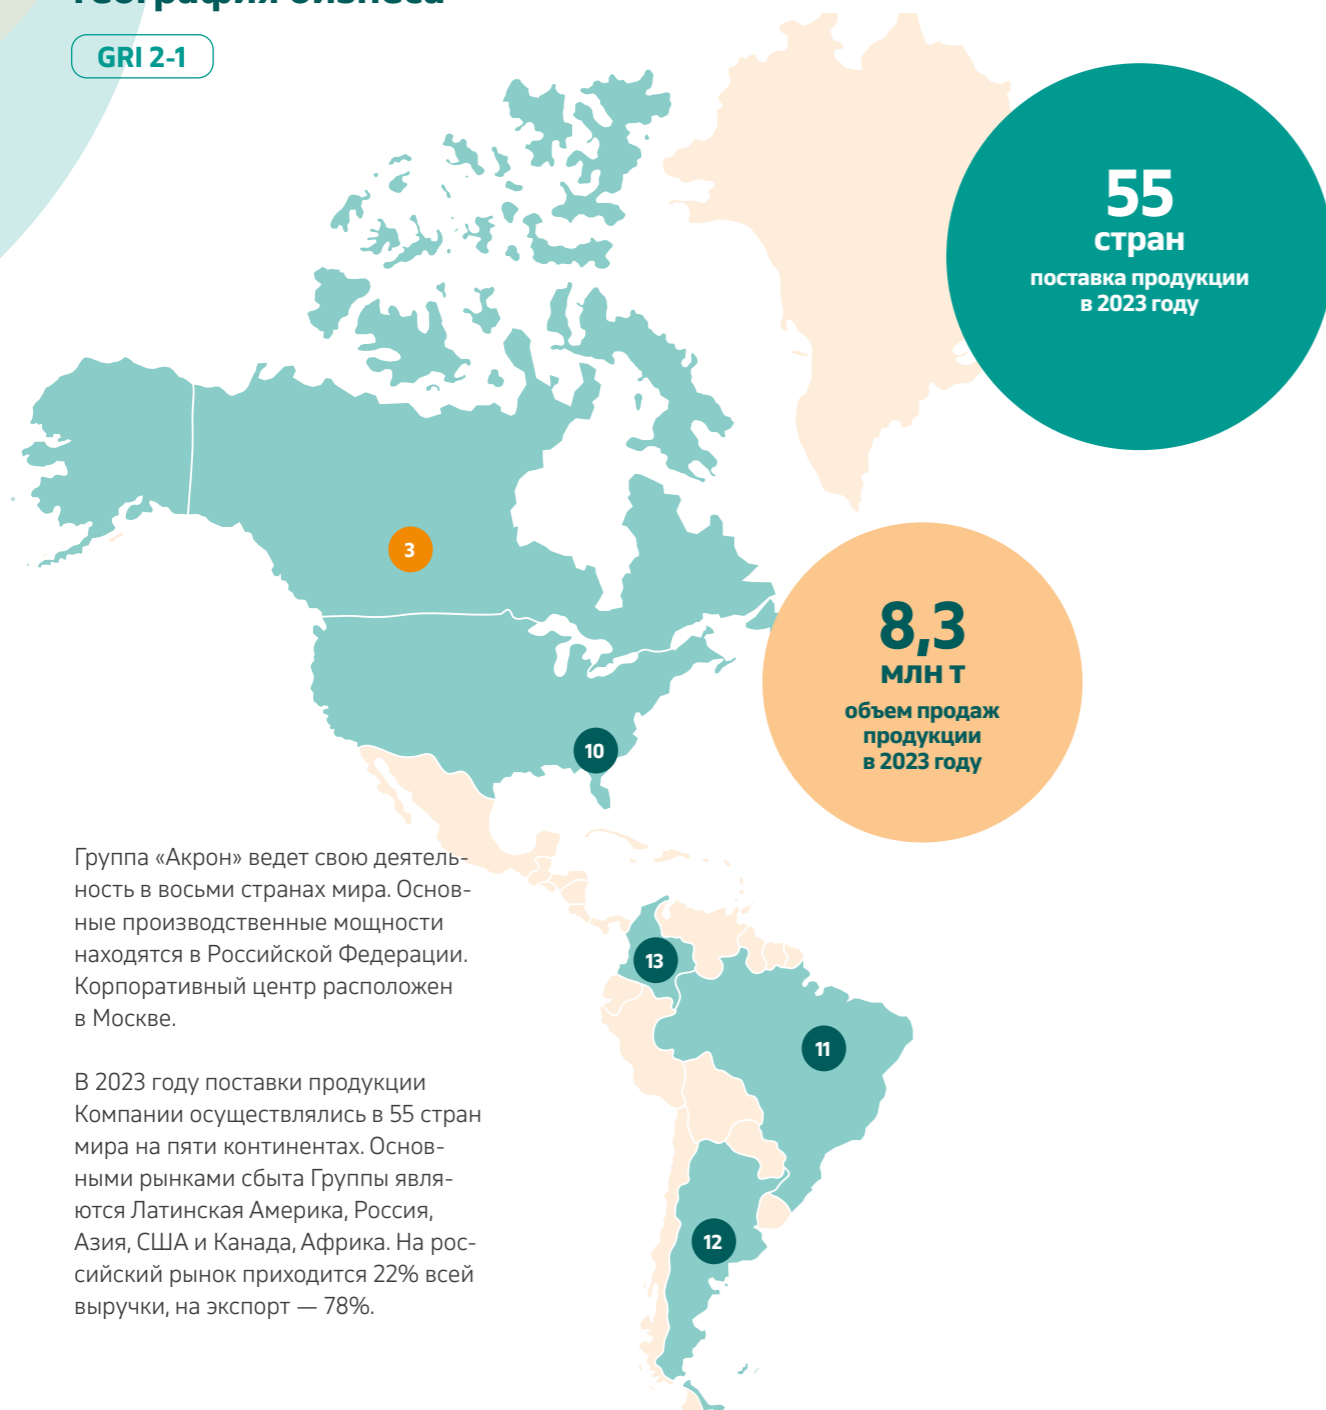 География бизнеса
GRI 2-1
55
стран
поставка продукции
в 2023 году
3
8,3
млн т
объем продаж
продукции
в 2023 году
10
Группа «Акрон» ведет свою деятель-
ность в восьми странах мира. Основ-
ные производственные мощности
находятся в Российской Федерации.
Корпоративный центр расположен
в Москве.
13
11
В 2023 году поставки продукции
Компании осуществлялись в 55 стран
мира на пяти континентах. Основ-
ными рынками сбыта Группы явля-
ются Латинская Америка, Россия,
Азия, США и Канада, Африка. На рос-
сийский рынок приходится 22% всей
выручки, на экспорт — 78%.
12